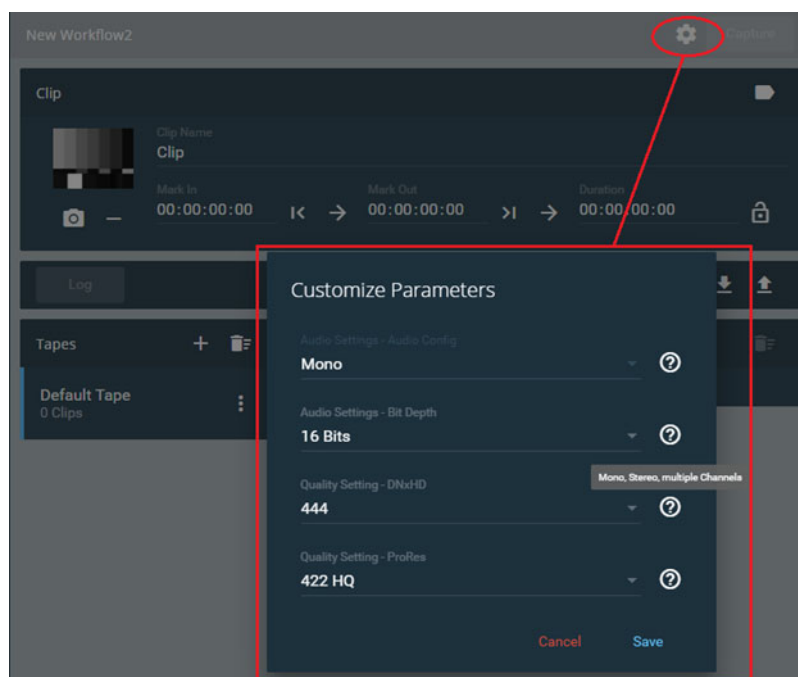 New Workflow2
Capture
Clip
Clip Name
Clip
Mark In
Mark Out
Duration
00:00:00:00
00:00:00:00
00:00:00:00
Log
Customize Parameters
Tapes
Default Tape
0 Clips
Audio Settings - Audio Config
Mono
Audio Settings - Bit Depth
16 Bits
Mono, Stereo, multiple Channels
Quality Setting - DNxHD
444
Quality Setting - ProRes
422 HQ
Cancel
Save